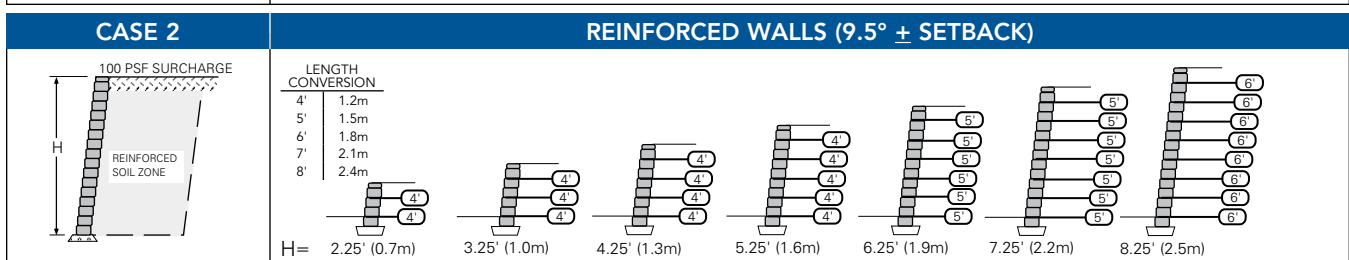 CASE 2
REINFORCED WALLS (9.5° ± SETBACK)
100 PSF SURCHARGE
H
REINFORCED
SOIL ZONE
LENGTH
CONVERSION
4' 1.2m
5' 1.5m
6' 1.8m
7' 2.1m
8' 2.4m
4'
4'
4'
4'
4'
4'
4'
4'
4'
4'
4'
4'
4'
4'
5'
5'
5'
5'
5'
5'
5'
5'
5'
5'
5'
5'
5'
6'
6'
6'
6'
6'
6'
6'
6'
H= 2.25' (0.7m) 3.25' (1.0m) 4.25' (1.3m) 5.25' (1.6m) 6.25' (1.9m) 7.25' (2.2m) 8.25' (2.5m)